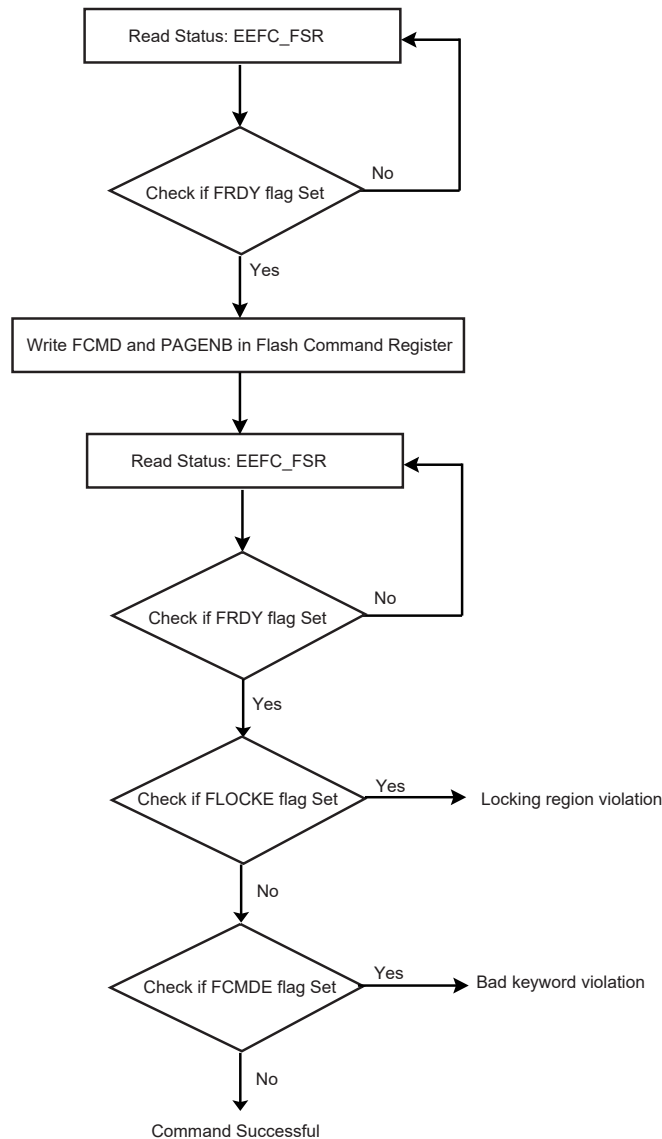 Read Status: EEFC_FSR
No
Check if FRDY flag Set
Yes
Write FCMD and PAGENB in Flash Command Register
Read Status: EEFC_FSR
No
Check if FRDY flag Set
Yes
Yes
Check if FLOCKE flag Set
Locking region violation
No
Yes
Check if FCMDE flag Set
Bad keyword violation
No
Command Successful